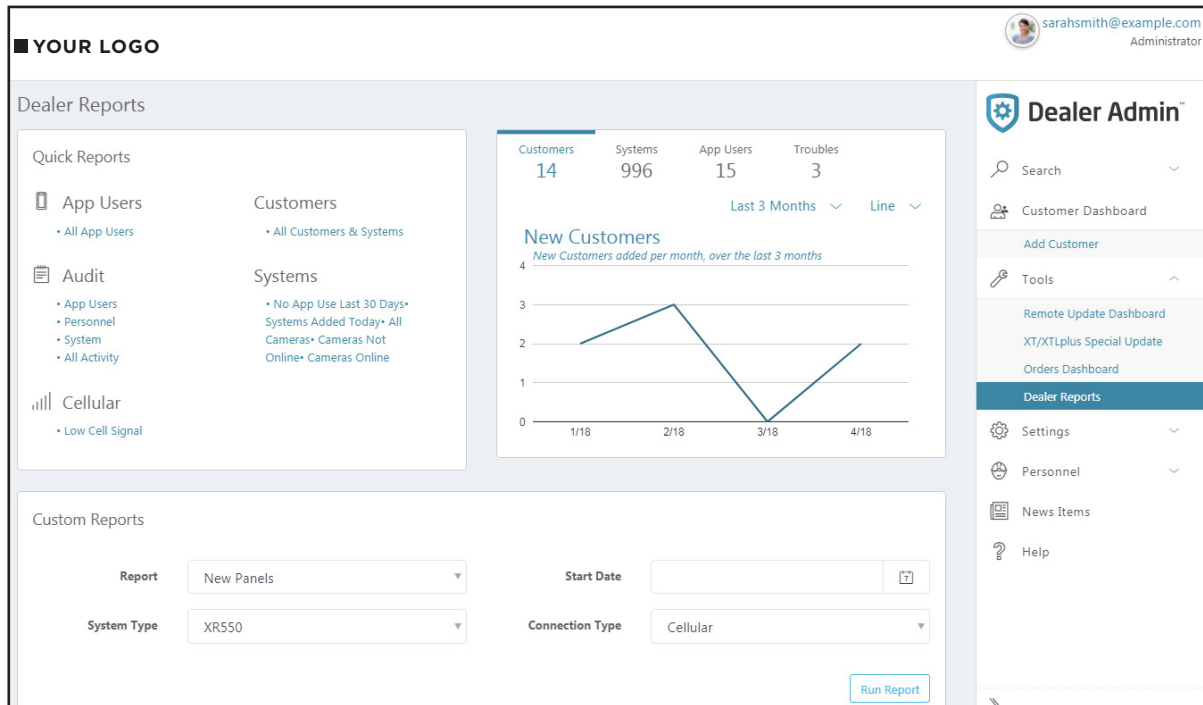 YOUR LOGO
sarahsmith@example.com
Administrator
Dealer Reports
Quick Reports
App Users
• All App Users
Customers
• All Customers & Systems
Audit
• App Users
• Personnel
• System
• All Activity
Systems
• No App Use Last 30 Days•
Systems Added Today• All
Cameras• Cameras Not
Online• Cameras Online
Cellular
• Low Cell Signal
Customers Systems App Users Troubles
14 996 15 3
Last 3 Months Line
New Customers
New Customers added per month, over the last 3 months
4
3
2
1
0
1/18 2/18 3/18 4/18
Custom Reports
Report New Panels Start Date 7
System Type XR550 Connection Type Cellular
Run Report
Dealer Admin™
Search
Customer Dashboard
Add Customer
Tools
Remote Update Dashboard
XT/XTLplus Special Update
Orders Dashboard
Dealer Reports
Settings
Personnel
News Items
Help